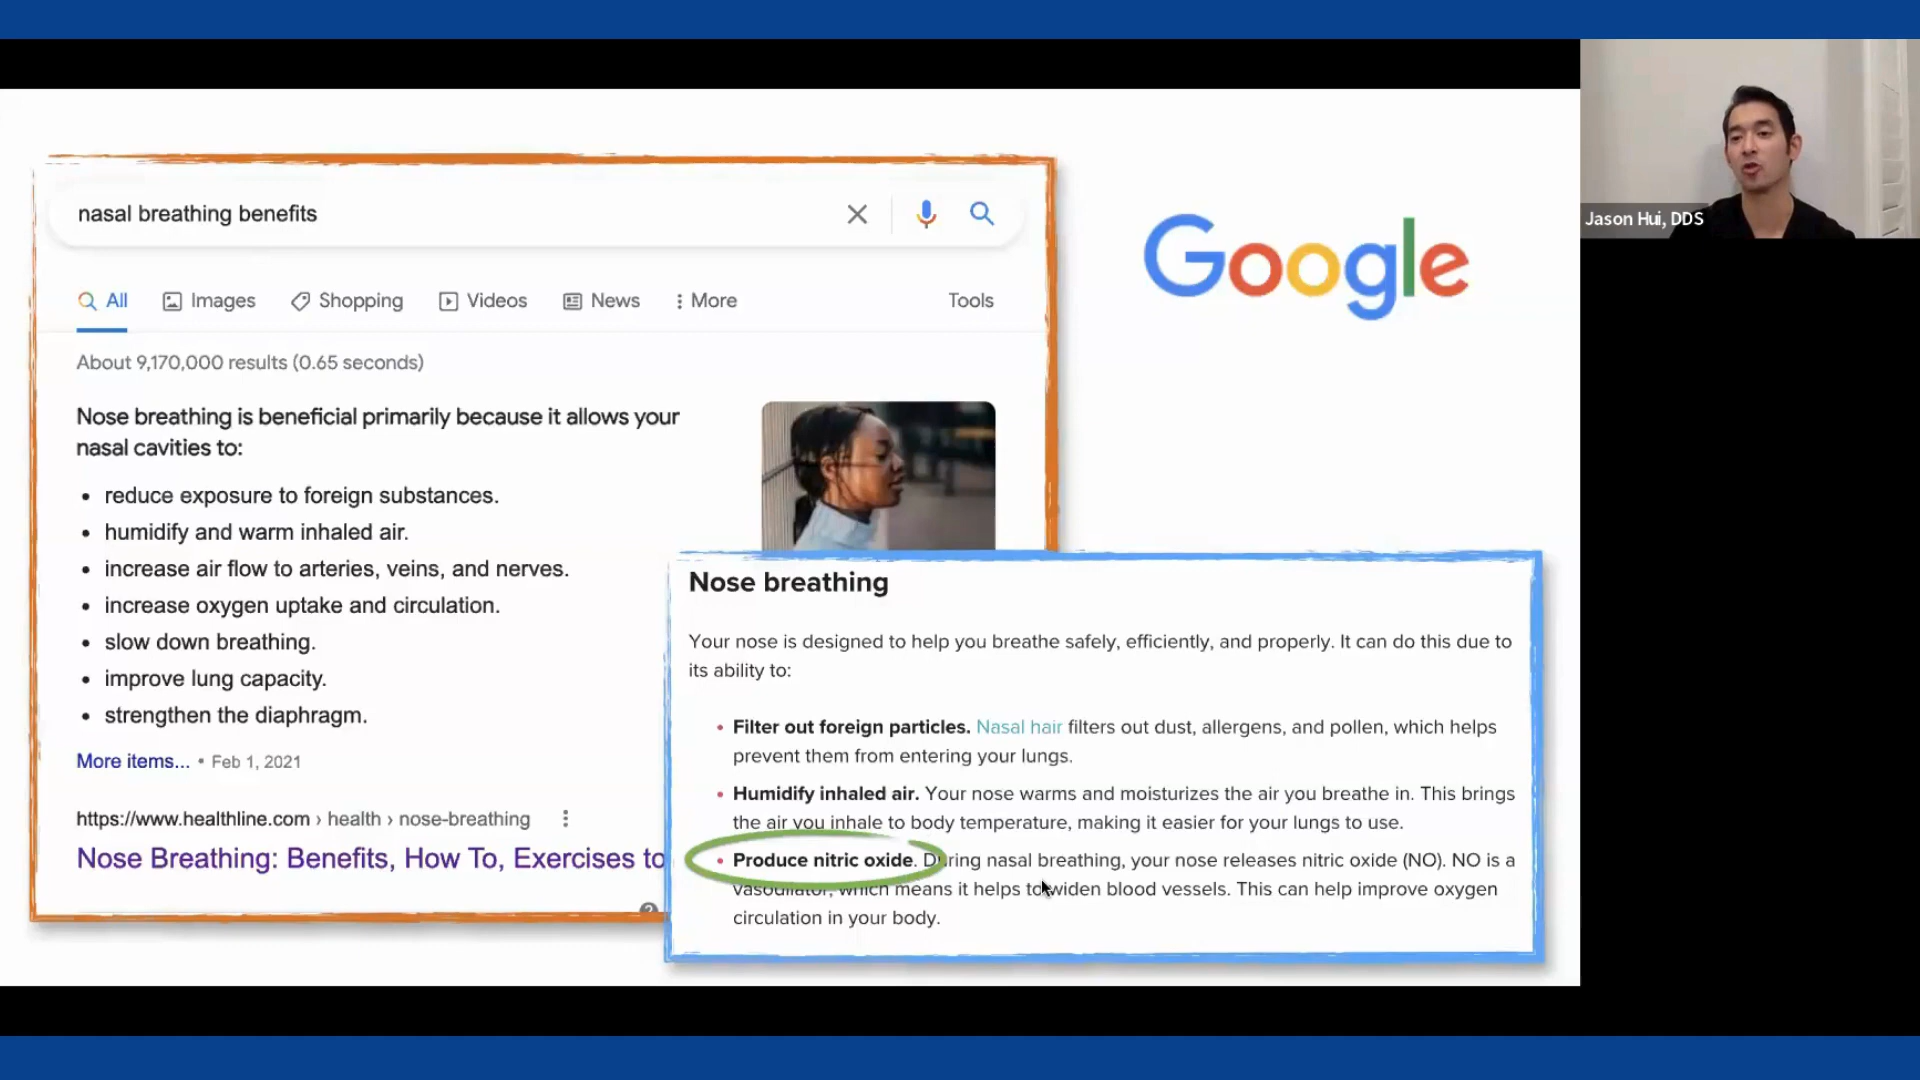 nasal breathing benefits
All Images Shopping Videos News More Tools
About 9,170,000 results (0.65 seconds)
Nose breathing is beneficial primarily because it allows your
nasal cavities to:
• reduce exposure to foreign substances.
• humidify and warm inhaled air.
• increase air flow to arteries, veins, and nerves.
• increase oxygen uptake and circulation.
• slow down breathing.
• improve lung capacity.
• strengthen the diaphragm.
More items... • Feb 1, 2021
https://www.healthline.com › health › nose-breathing
Nose Breathing: Benefits, How To, Exercises to
Google
Jason Hui, DDS
Nose breathing
Your nose is designed to help you breathe safely, efficiently, and properly. It can do this due to
its ability to:
• Filter out foreign particles. Nasal hair filters out dust, allergens, and pollen, which helps
prevent them from entering your lungs.
• Humidify inhaled air. Your nose warms and moisturizes the air you breathe in. This brings
the air you inhale to body temperature, making it easier for your lungs to use.
• Produce nitric oxide. During nasal breathing, your nose releases nitric oxide (NO). NO is a
vasodilator, which means it helps to widen blood vessels. This can help improve oxygen
circulation in your body.